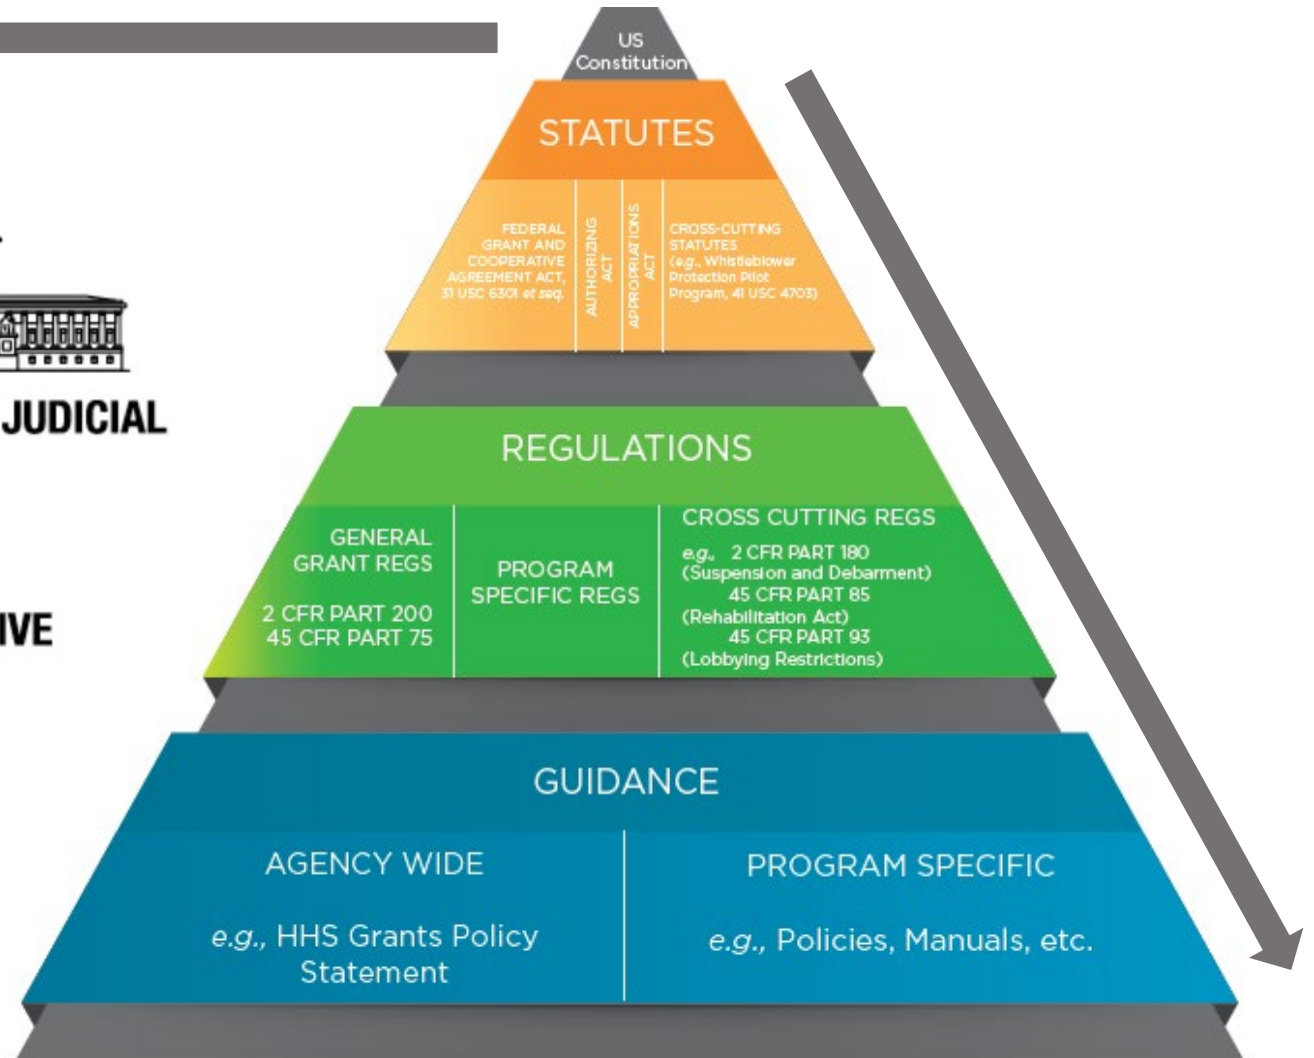 US
Constitution
STATUTES
FEDERAL
GRANT AND
COOPERATIVE
AGREEMENT ACT,
31 USC 6301 et seq.
AUTHORIZING
ACT
APPROPRIATIONS
ACT
CROSS-CUTTING
STATUTES
(e.g., Whistleblower
Protection Pilot
Program, 41 USC 4703)
JUDICIAL
REGULATIONS
GENERAL
GRANT REGS
2 CFR PART 200
45 CFR PART 75
PROGRAM
SPECIFIC REGS
CROSS CUTTING REGS
e.g., 2 CFR PART 180
(Suspension and Debarment)
45 CFR PART 85
(Rehabilitation Act)
45 CFR PART 93
(Lobbying Restrictions)
IVE
GUIDANCE
AGENCY WIDE
e.g., HHS Grants Policy
Statement
PROGRAM SPECIFIC
e.g., Policies, Manuals, etc.